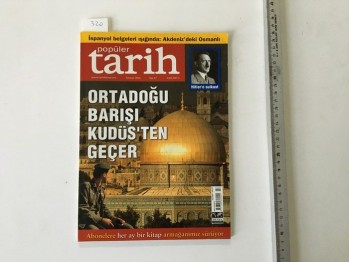 İspanyol belgeleri ışığında: Akdeniz'deki Osmanlı
popüler
tarih
Hitler'e suikast
ORTADOĞU
BARIŞI
KUDÜS'TEN
GEÇER
Abonelere her ay bir kitap armağanımız sürüyor